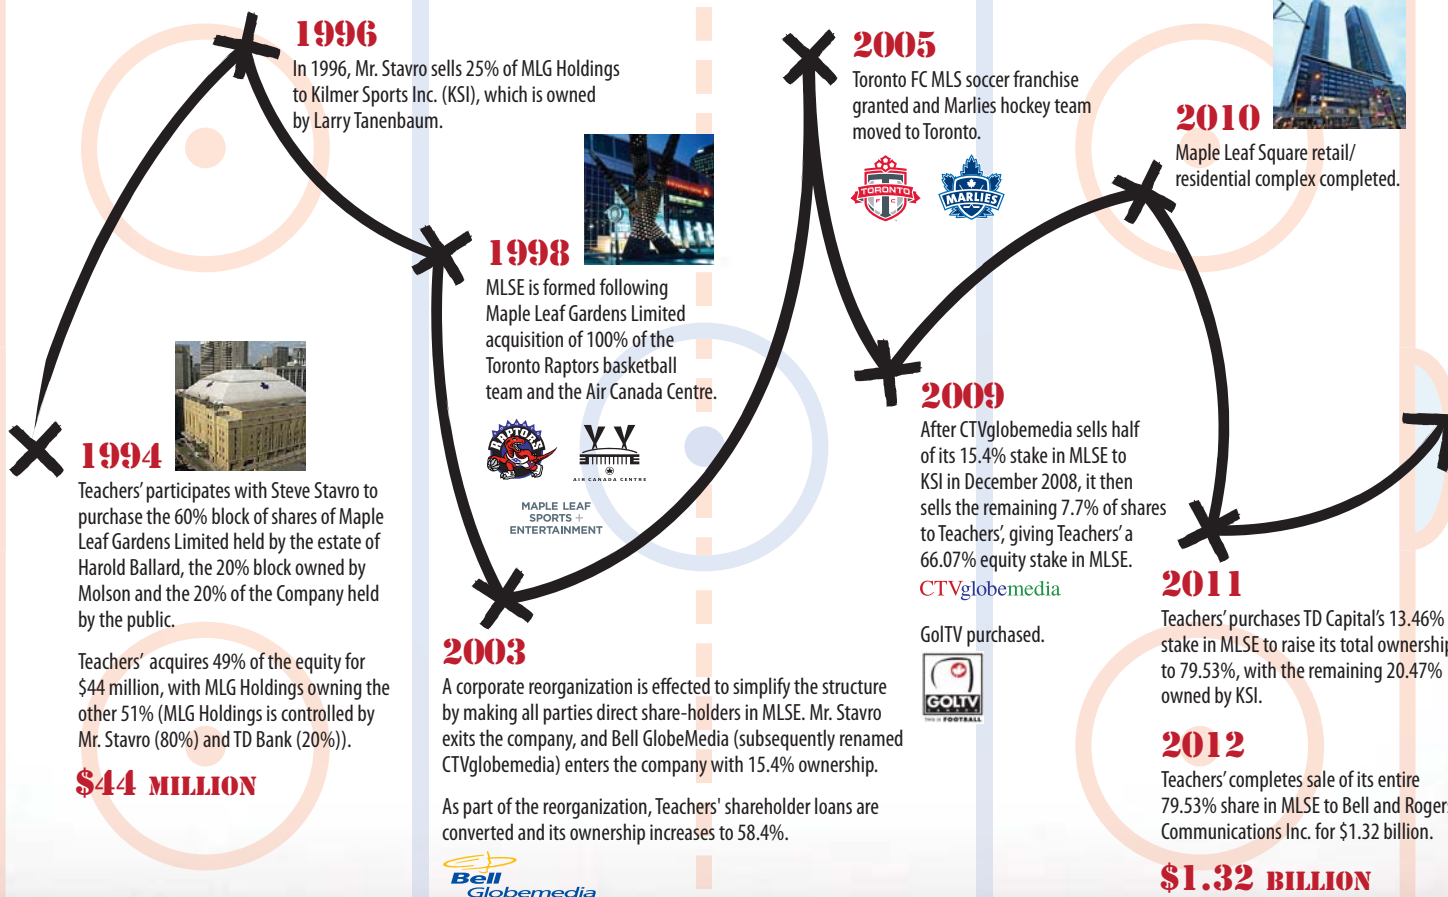 1996
In 1996, Mr. Stavro sells 25% of MLG Holdings
to Kilmer Sports Inc. (KSI), which is owned
by Larry Tanenbaum.
2005
Toronto FC MLS soccer franchise
granted and Marlies hockey team
moved to Toronto.
TORONTO
F C
MARLIES
2010
Maple Leaf Square retail/
residential complex completed.
1998
MLSE is formed following
Maple Leaf Gardens Limited
acquisition of 100% of the
Toronto Raptors basketball
team and the Air Canada Centre.
RAPTORS
AIR CANADA CENTRE
MAPLE LEAF
SPORTS +
ENTERTAINMENT
1994
Teachers' participates with Steve Stavro to
purchase the 60% block of shares of Maple
Leaf Gardens Limited held by the estate of
Harold Ballard, the 20% block owned by
Molson and the 20% of the Company held
by the public.
Teachers' acquires 49% of the equity for
$44 million, with MLG Holdings owning the
other 51% (MLG Holdings is controlled by
Mr. Stavro (80%) and TD Bank (20%)).
$44 MILLION
2003
A corporate reorganization is effected to simplify the structure
by making all parties direct share-holders in MLSE. Mr. Stavro
exits the company, and Bell GlobeMedia (subsequently renamed
CTVglobemedia) enters the company with 15.4% ownership.
As part of the reorganization, Teachers' shareholder loans are
converted and its ownership increases to 58.4%.
Bell
Globemedia
2009
After CTVglobemedia sells half
of its 15.4% stake in MLSE to
KSI in December 2008, it then
sells the remaining 7.7% of shares
to Teachers', giving Teachers' a
66.07% equity stake in MLSE.
CTVglobemedia
GolTV purchased.
GOLTV
CANADA
THIS IS FOOTBALL
2011
Teachers' purchases TD Capital's 13.46%
stake in MLSE to raise its total ownership
to 79.53%, with the remaining 20.47%
owned by KSI.
2012
Teachers' completes sale of its entire
79.53% share in MLSE to Bell and Rogers
Communications Inc. for $1.32 billion.
$1.32 BILLION